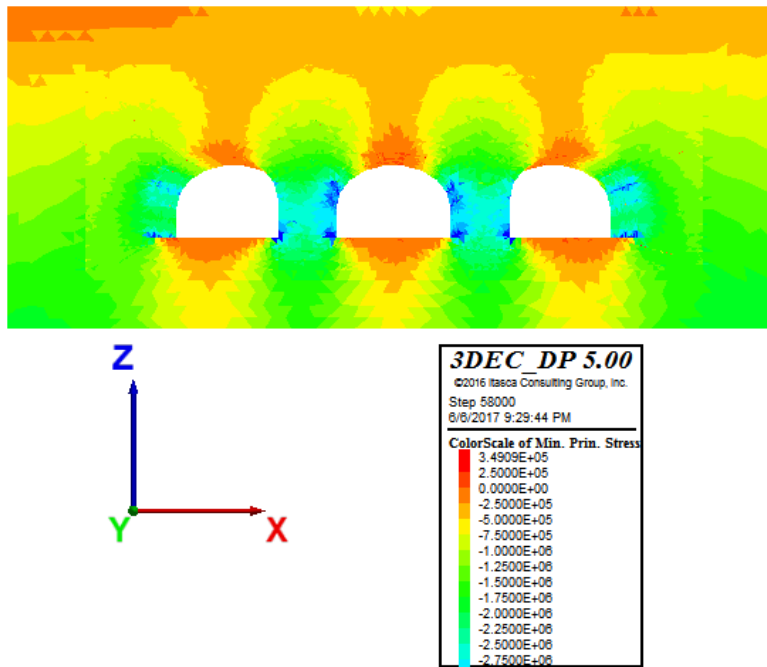 Z
Y
X
3DEC_DP 5.00
©2016 Itasca Consulting Group, Inc.
Step 58000
6/6/2017 9:29:44 PM
ColorScale of Min. Prin. Stress
3.4909E+05
2.5000E+05
0.0000E+00
-2.5000E+05
-5.0000E+05
-7.5000E+05
-1.0000E+06
-1.2500E+06
-1.5000E+06
-1.7500E+06
-2.0000E+06
-2.2500E+06
-2.5000E+06
-2.7500E+06